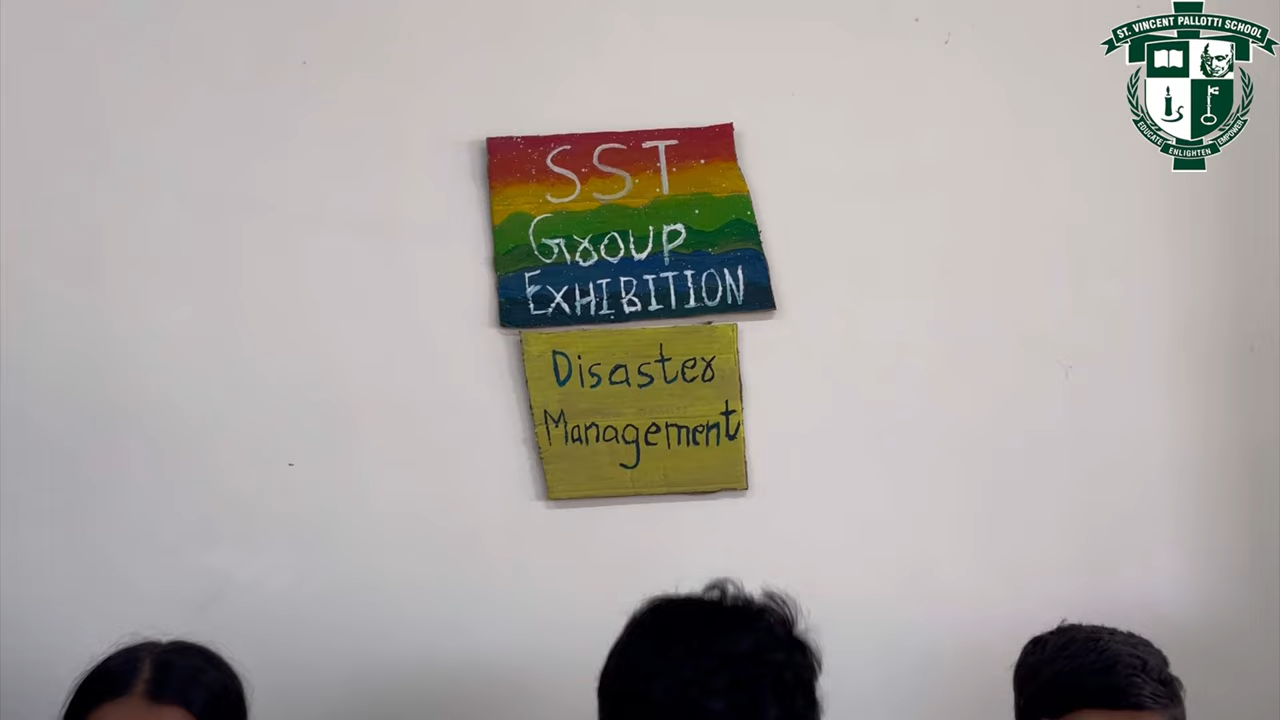 ST. VINCENT PALLOTTI SCHOOL
EDUCATE ENLIGHTEN EMPOWER
SST
Group
EXHIBITION
Disaster
Management